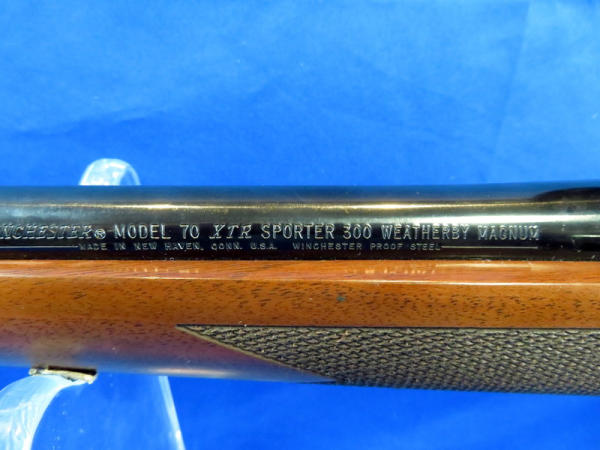 NCHESTER® MODEL 70 XTR SPORTER 300 WEATHERBY MAGNUM
MADE IN NEW HAVEN, CONN. U.S.A. WINCHESTER PROOF STEEL